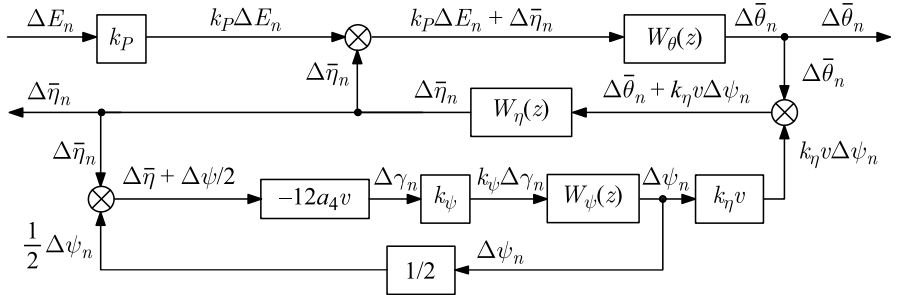 ΔE_n
k_P
k_PΔE_n
k_PΔE_n + Δη̄_n
W_θ(z)
Δθ̄_n
Δθ̄_n
Δη̄_n
Δθ̄_n
Δη̄_n
Δη̄_n
W_η(z)
Δθ̄_n + k_ηvΔψ_n
Δη̄_n
k_ηvΔψ_n
Δη̄ + Δψ/2
−12a_4v
Δγ_n
k_ψ
k_ψΔγ_n
W_ψ(z)
Δψ_n
k_ηv
1/2 Δψ_n
1/2
Δψ_n